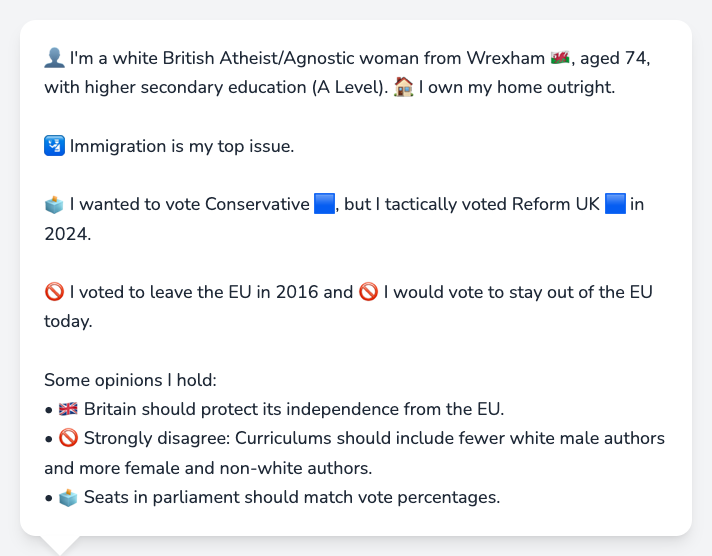 👤 I'm a white British Atheist/Agnostic woman from Wrexham 🏴󠁧󠁢󠁷󠁬󠁳󠁿, aged 74,
with higher secondary education (A Level). 🏠 I own my home outright.
🛂 Immigration is my top issue.
🗳️ I wanted to vote Conservative 🟦, but I tactically voted Reform UK 🟦 in
2024.
🚫 I voted to leave the EU in 2016 and 🚫 I would vote to stay out of the EU
today.
Some opinions I hold:
• 🇬🇧 Britain should protect its independence from the EU.
• 🚫 Strongly disagree: Curriculums should include fewer white male authors
and more female and non-white authors.
• 🗳️ Seats in parliament should match vote percentages.